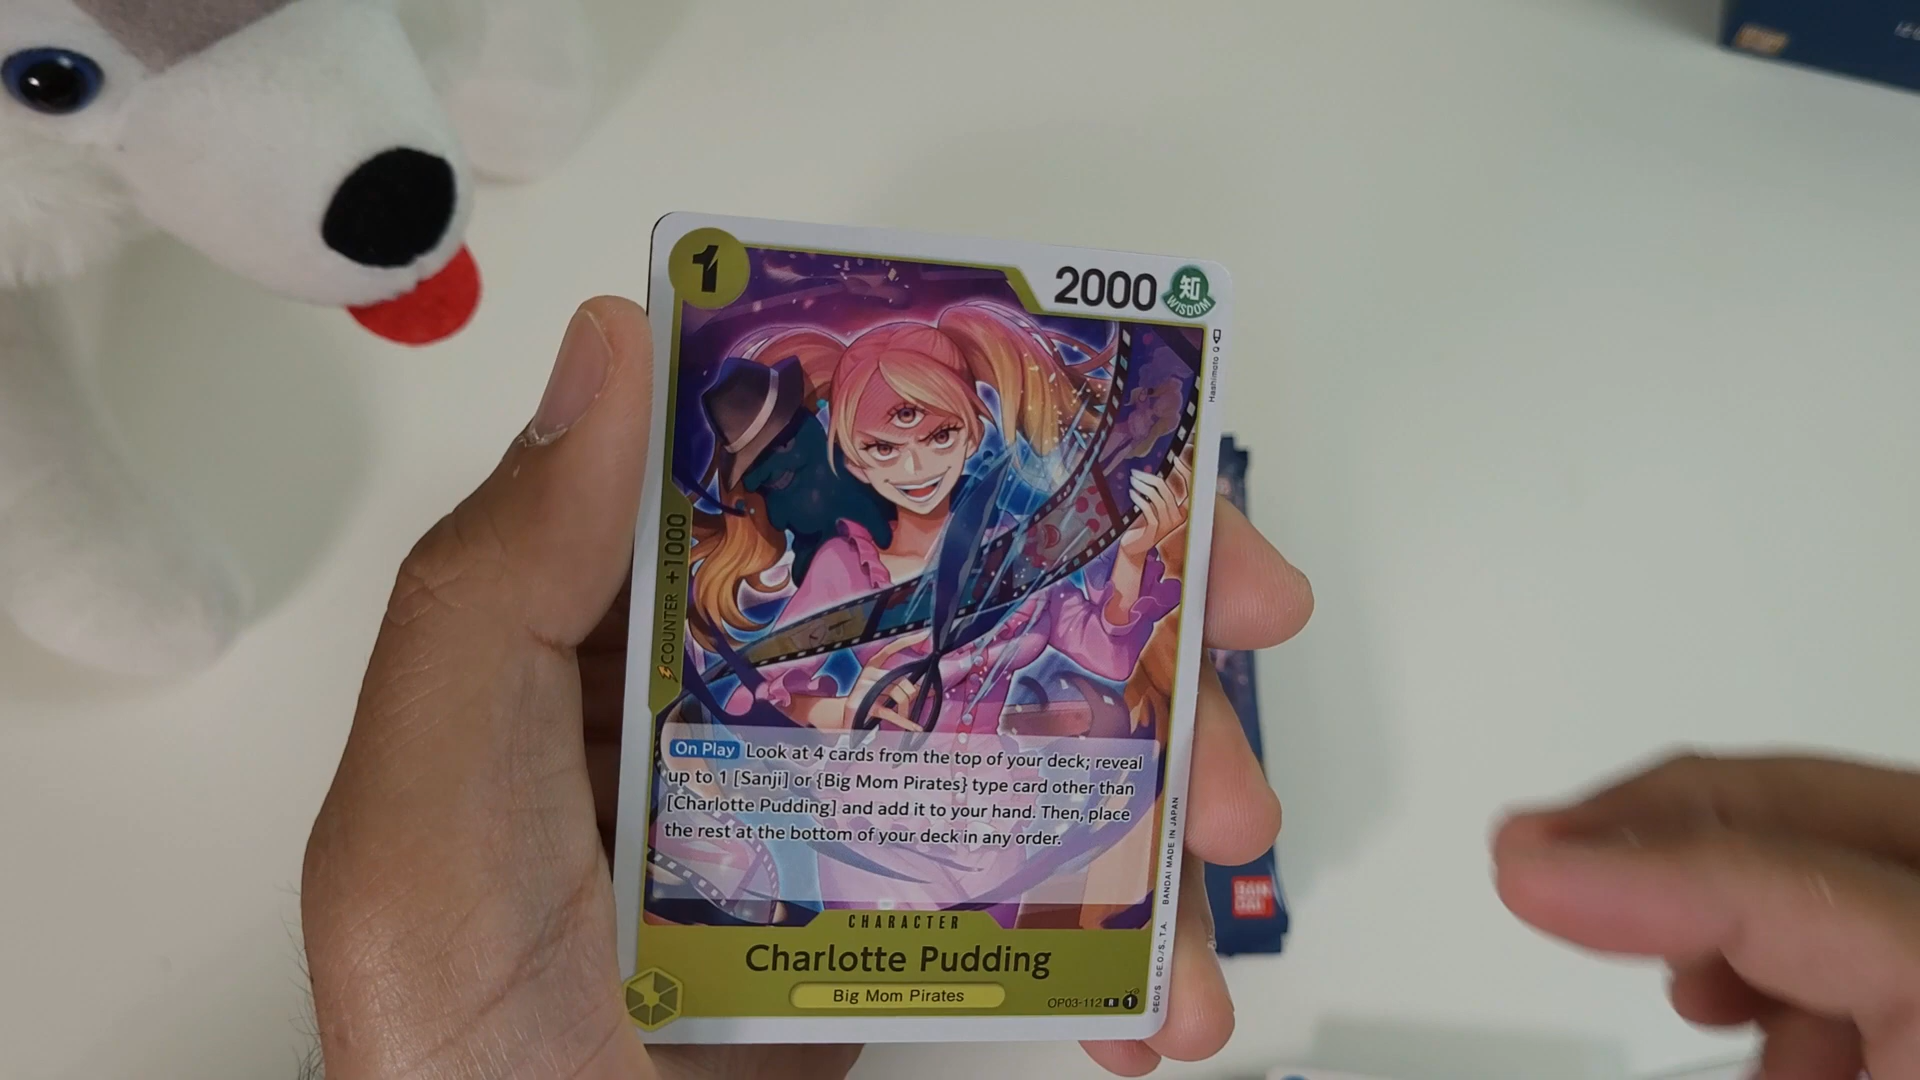 1
2000
知
WISDOM
Hashimoto Q
COUNTER +1000
On Play Look at 4 cards from the top of your deck; reveal
up to 1 [Sanji] or {Big Mom Pirates} type card other than
[Charlotte Pudding] and add it to your hand. Then, place
the rest at the bottom of your deck in any order.
©E.O./S., T.A. BANDAI MADE IN JAPAN
CHARACTER
Charlotte Pudding
Big Mom Pirates
OP03-112 R 1
BAN
DAI